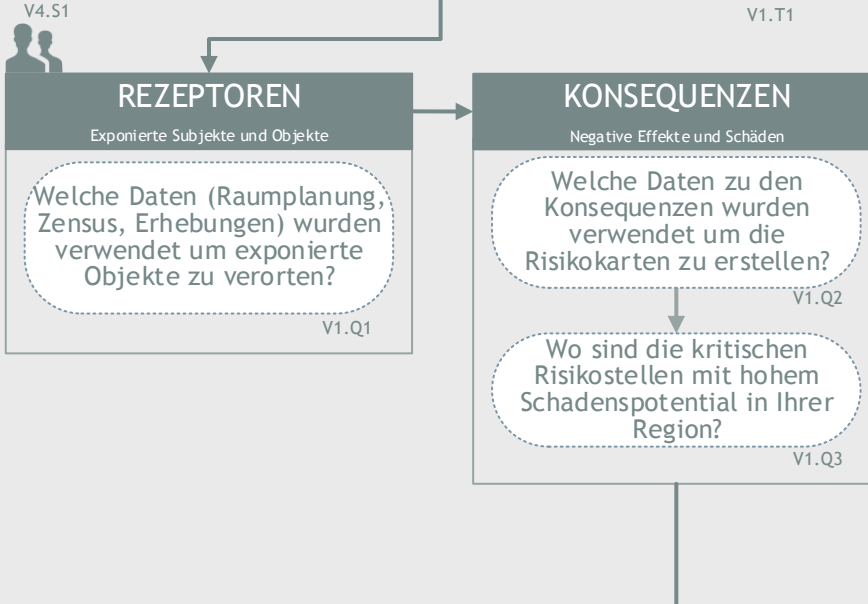 V4.S1
V1.T1
REZEPTOREN
Exponierte Subjekte und Objekte
Welche Daten (Raumplanung,
Zensus, Erhebungen) wurden
verwendet um exponierte
Objekte zu verorten?
V1.Q1
KONSEQUENZEN
Negative Effekte und Schäden
Welche Daten zu den
Konsequenzen wurden
verwendet um die
Risikokarten zu erstellen?
V1.Q2
Wo sind die kritischen
Risikostellen mit hohem
Schadenspotential in Ihrer
Region?
V1.Q3